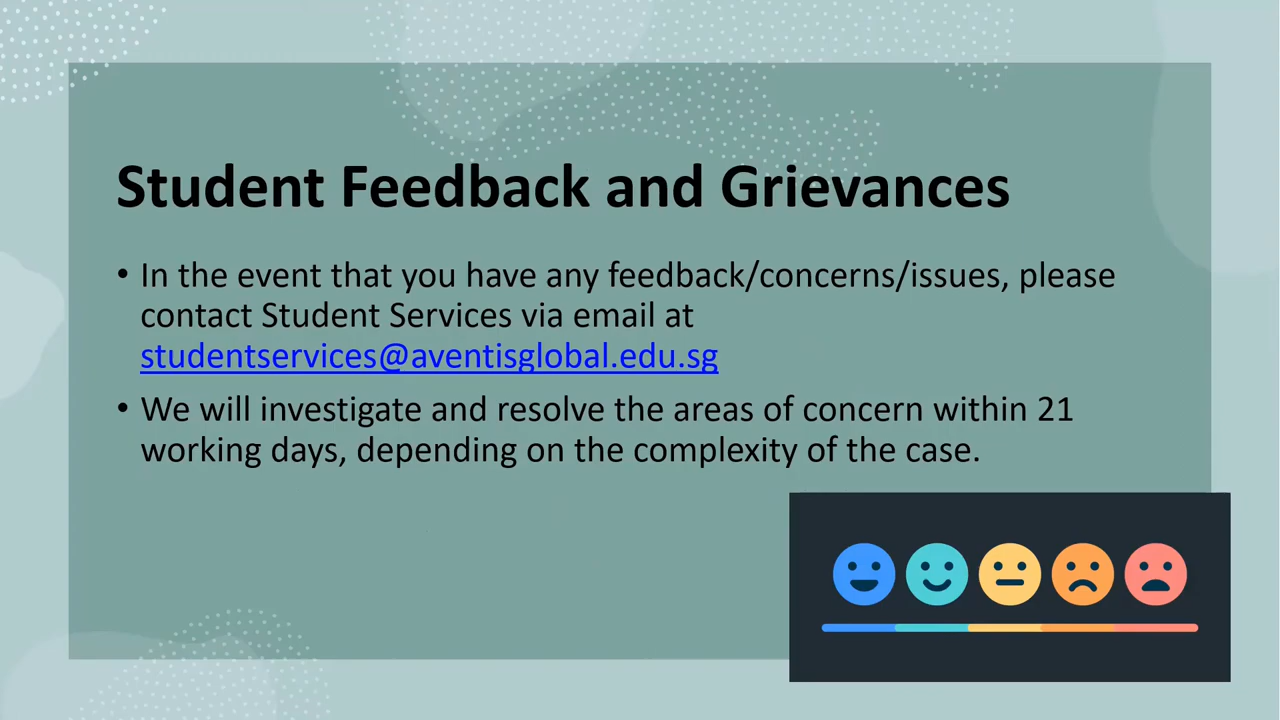 Student Feedback and Grievances
• In the event that you have any feedback/concerns/issues, please
contact Student Services via email at
studentservices@aventisglobal.edu.sg
• We will investigate and resolve the areas of concern within 21
working days, depending on the complexity of the case.